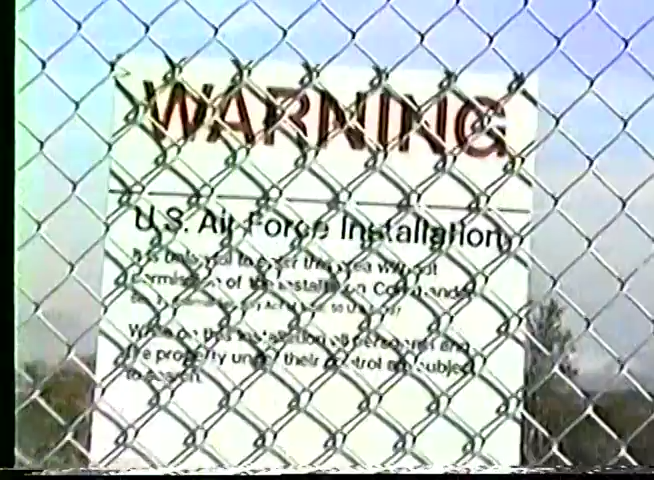 WARNING
U.S. Air Force Installation
It is unlawful to enter this area without
permission of the Installation Commander
While on this installation all personnel and
the property under their control are subject
to search.